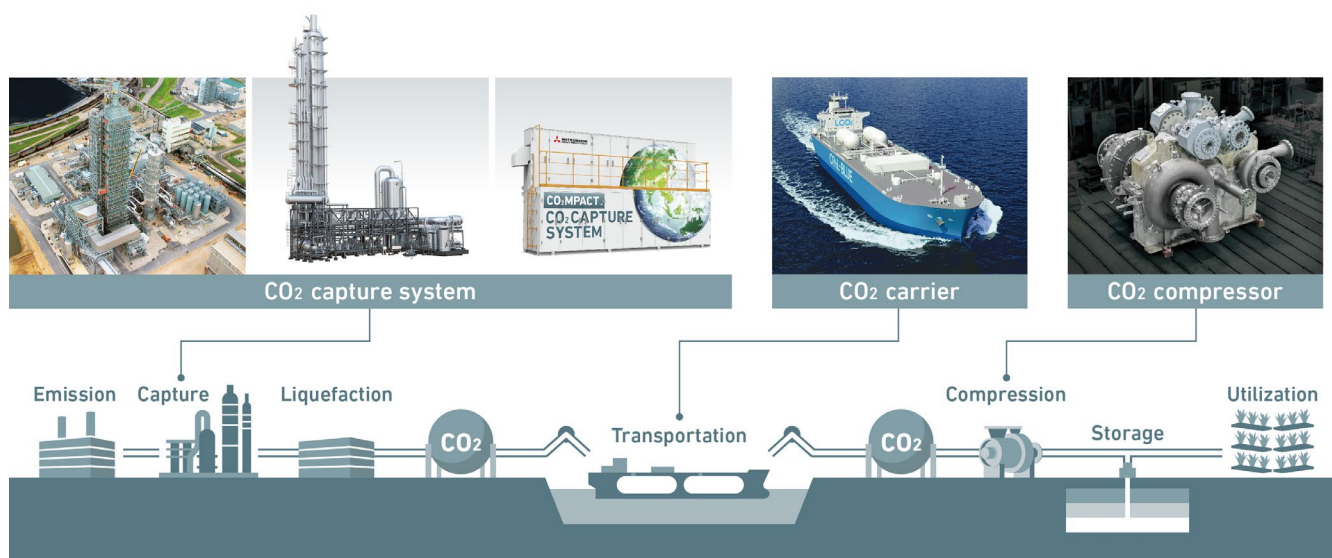 MITSUBISHI
CO₂MPACT
CO₂ CAPTURE
SYSTEM
LCO₂
CO₂ capture system
CO₂ carrier
CO₂ compressor
Emission
Capture
Liquefaction
CO₂
Transportation
CO₂
Compression
Storage
Utilization